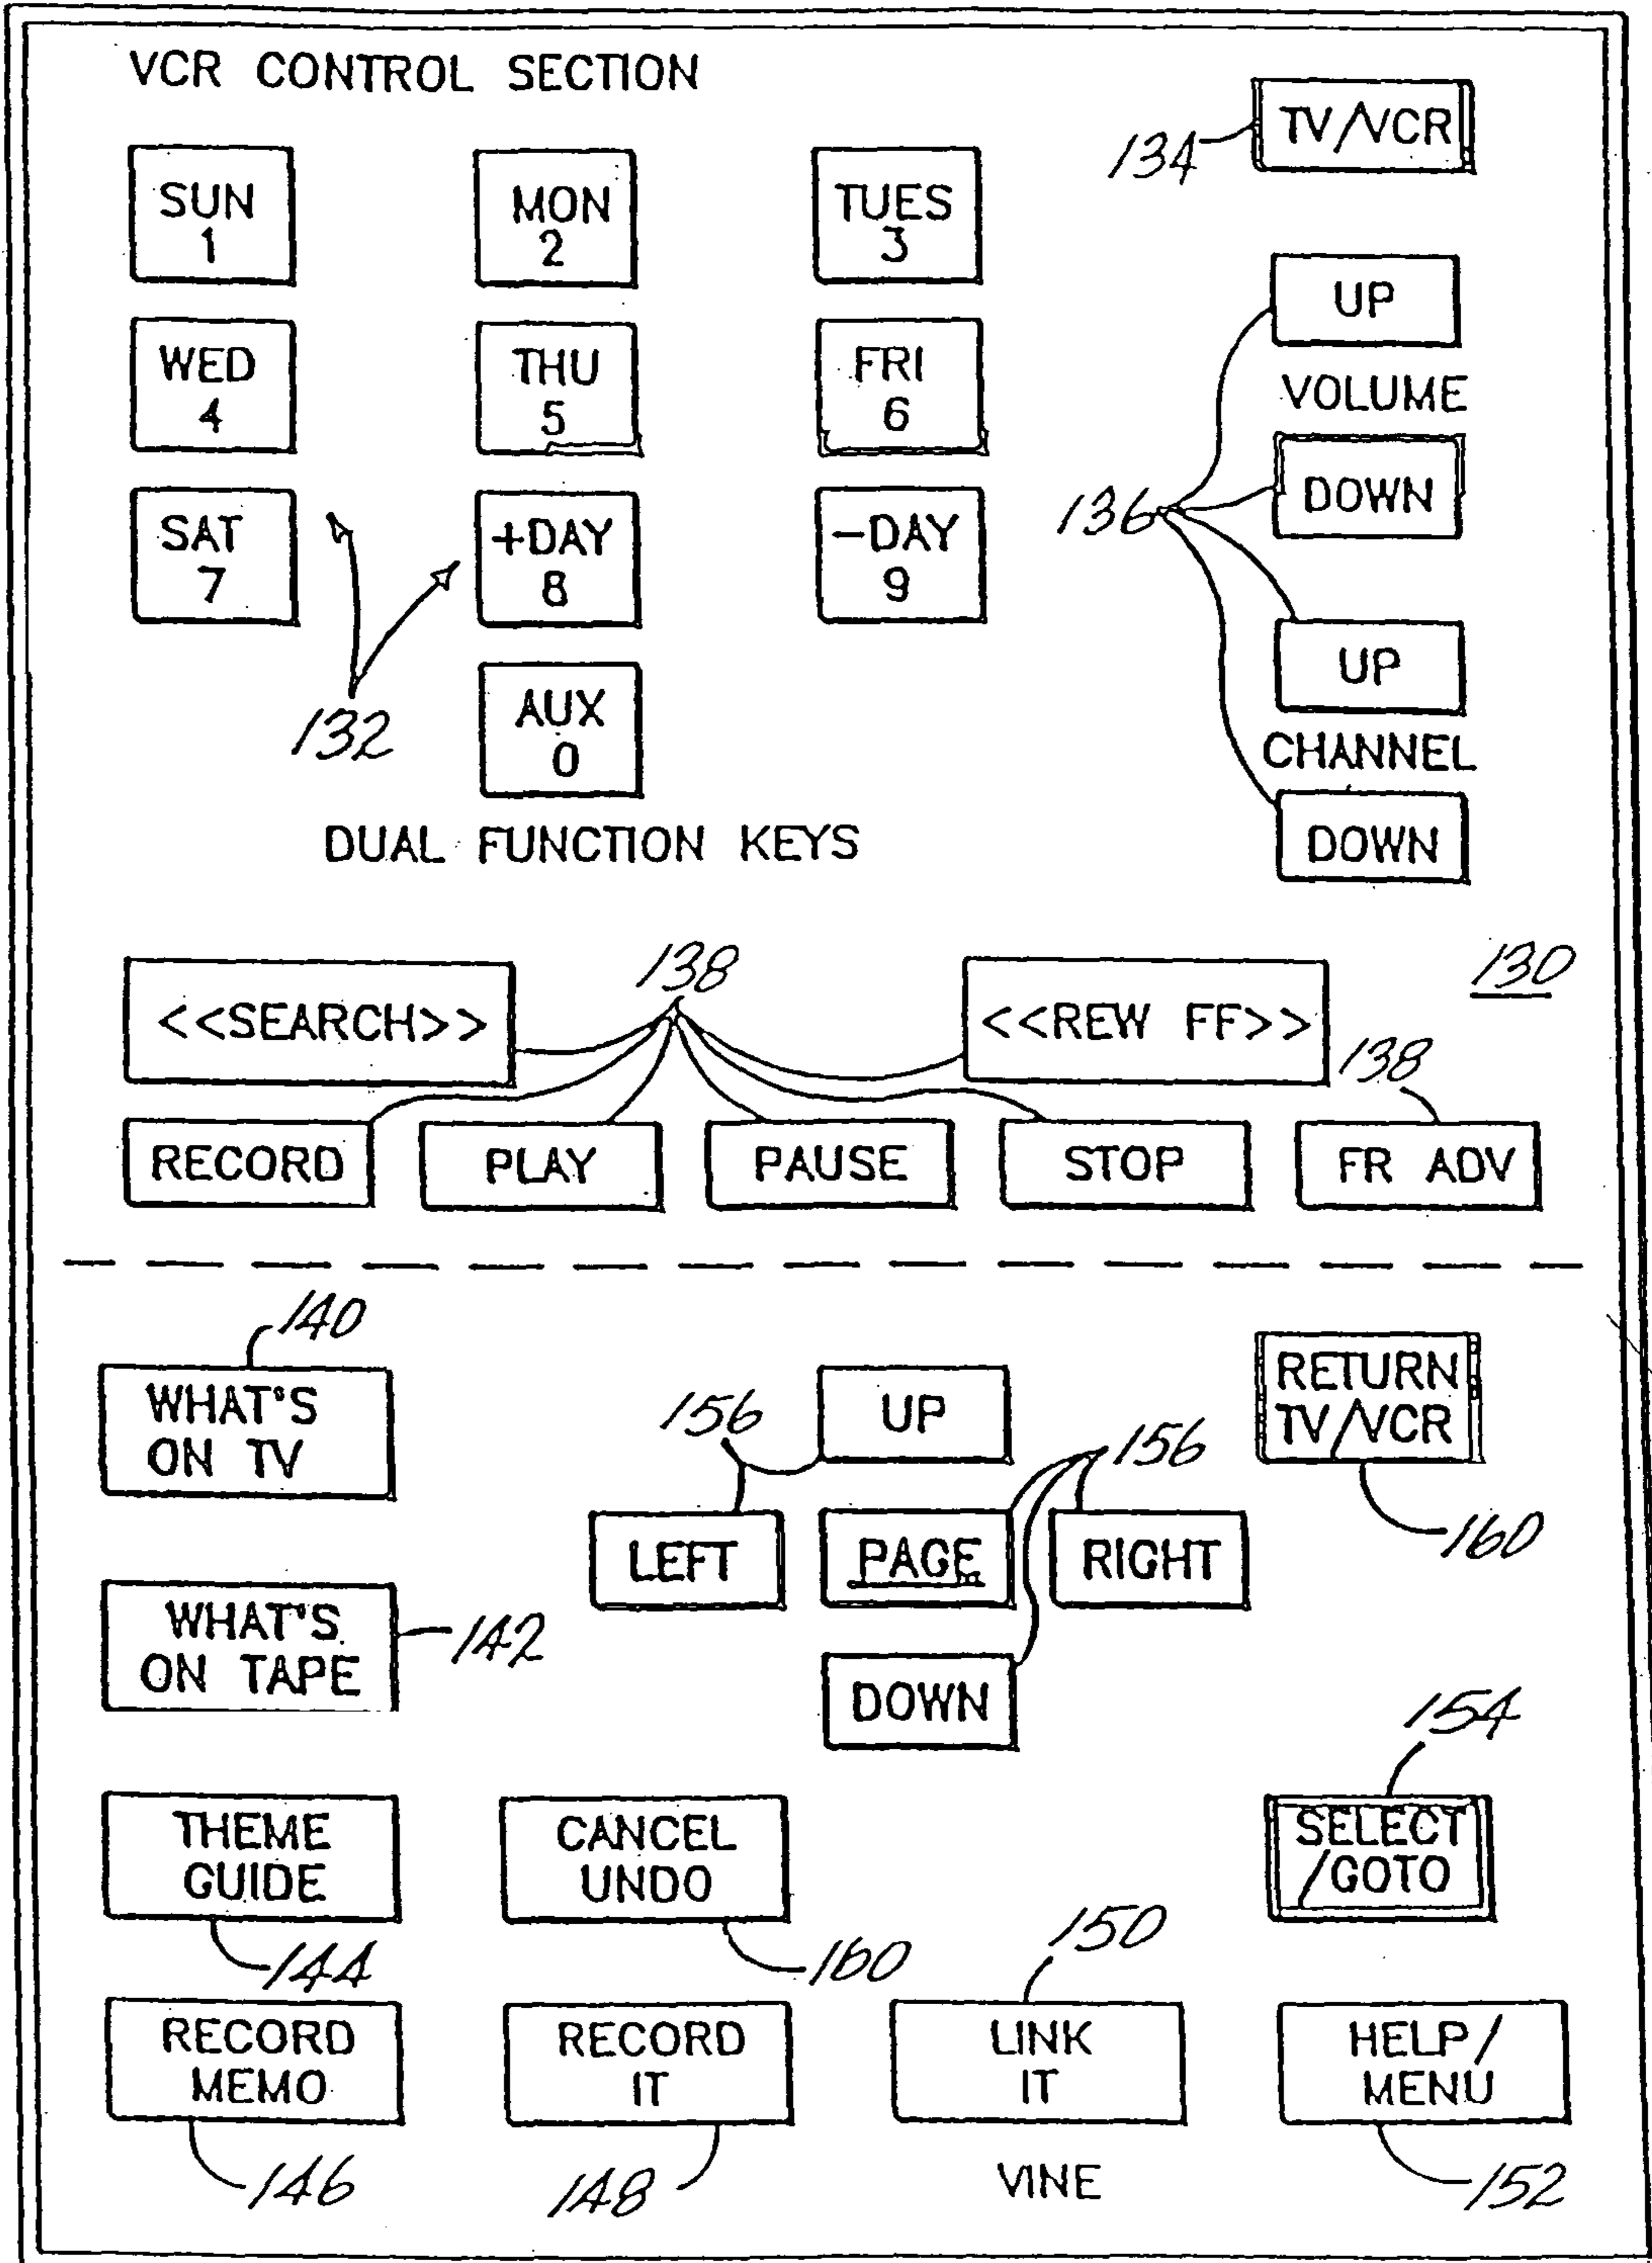 VCR CONTROL SECTION
TV/VCR
134
SUN
1
MON
2
TUES
3
UP
VOLUME
DOWN
136
WED
4
THU
5
FRI
6
SAT
7
+DAY
8
-DAY
9
132
AUX
0
UP
CHANNEL
DOWN
DUAL FUNCTION KEYS
130
<<SEARCH>>
138
<<REW FF>>
138
RECORD
PLAY
PAUSE
STOP
FR ADV
140
WHAT'S
ON TV
156
UP
156
RETURN
TV/VCR
160
LEFT
PAGE
RIGHT
WHAT'S
ON TAPE
142
DOWN
154
THEME
GUIDE
144
CANCEL
UNDO
160
SELECT
/GOTO
150
RECORD
MEMO
146
RECORD
IT
148
LINK
IT
HELP/
MENU
152
VINE